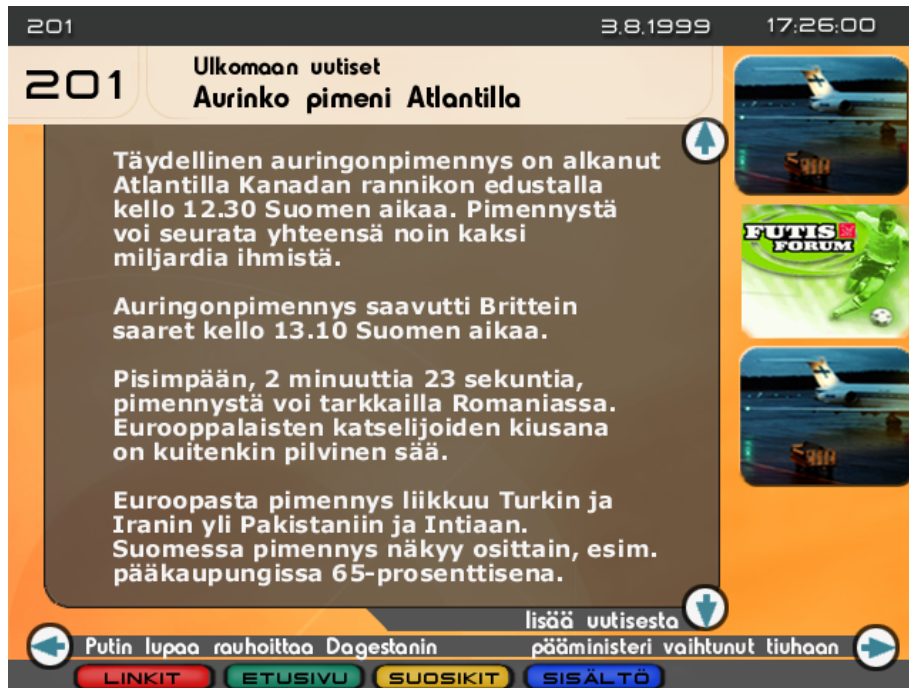 201 3.8.1999 17:26:00
201
Ulkomaan uutiset
Aurinko pimeni Atlantilla
Täydellinen auringonpimennys on alkanut
Atlantilla Kanadan rannikon edustalla
kello 12.30 Suomen aikaa. Pimennystä
voi seurata yhteensä noin kaksi
miljardia ihmistä.
Auringonpimennys saavutti Brittein
saaret kello 13.10 Suomen aikaa.
Pisimpään, 2 minuuttia 23 sekuntia,
pimennystä voi tarkkailla Romaniassa.
Eurooppalaisten katselijoiden kiusana
on kuitenkin pilvinen sää.
Euroopasta pimennys liikkuu Turkin ja
Iranin yli Pakistaniin ja Intiaan.
Suomessa pimennys näkyy osittain, esim.
pääkaupungissa 65-prosenttisena.
FUTIS
FORUM
lisää uutisesta
Putin lupaa rauhoittaa Dagestanin pääministeri vaihtunut tiuhaan
LINKIT ETUSIVU SUOSIKIT SISÄLTÖ